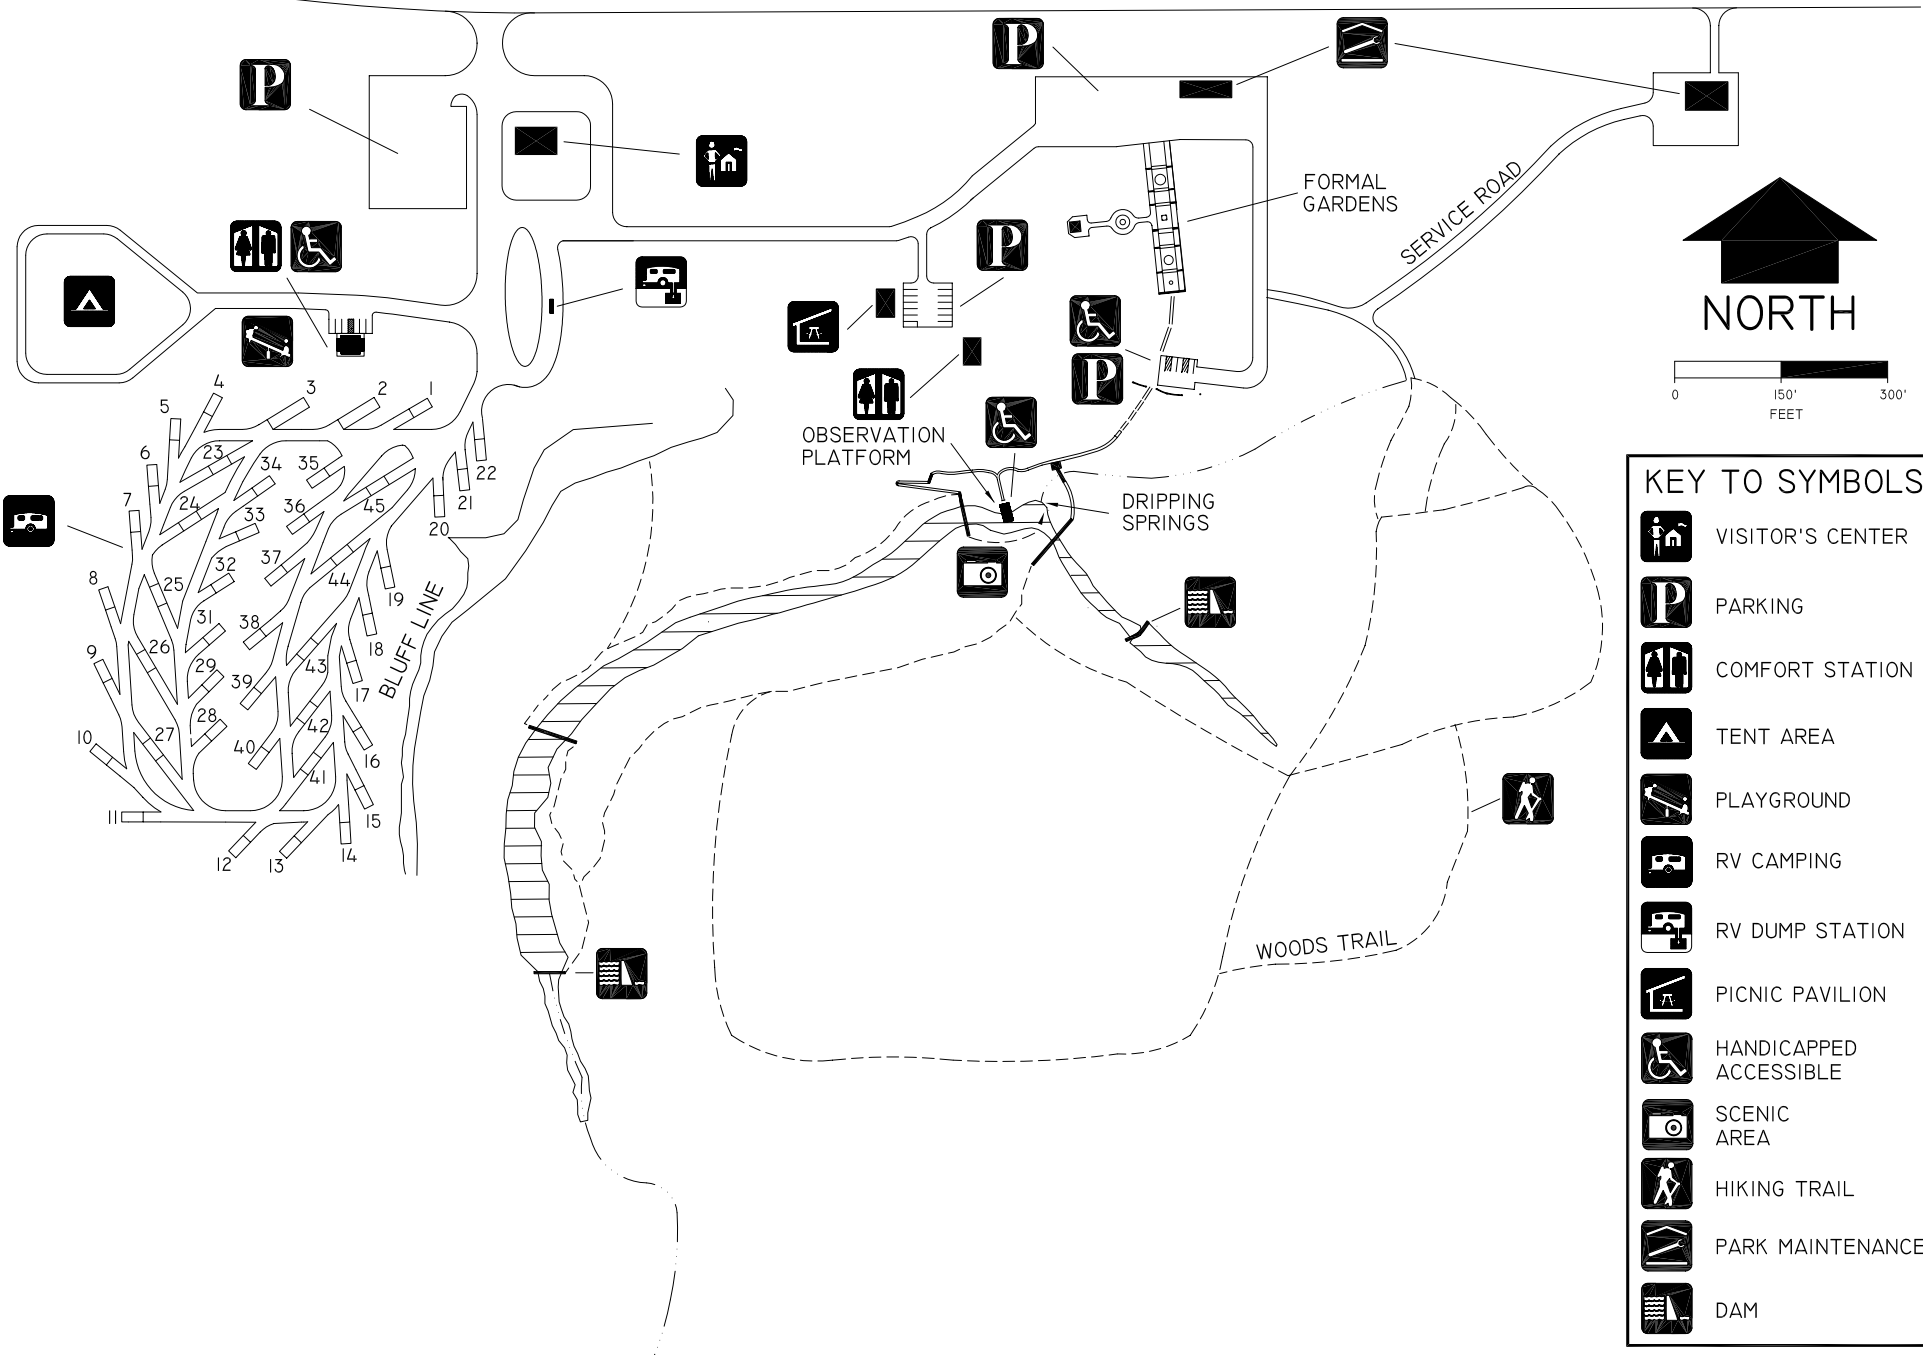 P
P
P
P
FORMAL
GARDENS
SERVICE ROAD
NORTH
0 150' 300'
FEET
OBSERVATION
PLATFORM
DRIPPING
SPRINGS
BLUFF LINE
WOODS TRAIL
1
2
3
4
5
6
7
8
9
10
11
12
13
14
15
16
17
18
19
20
21
22
23
24
25
26
27
28
29
31
32
33
34
35
36
37
38
39
40
41
42
43
44
45
KEY TO SYMBOLS
VISITOR'S CENTER
P PARKING
COMFORT STATION
TENT AREA
PLAYGROUND
RV CAMPING
RV DUMP STATION
PICNIC PAVILION
HANDICAPPED
ACCESSIBLE
SCENIC
AREA
HIKING TRAIL
PARK MAINTENANCE
DAM